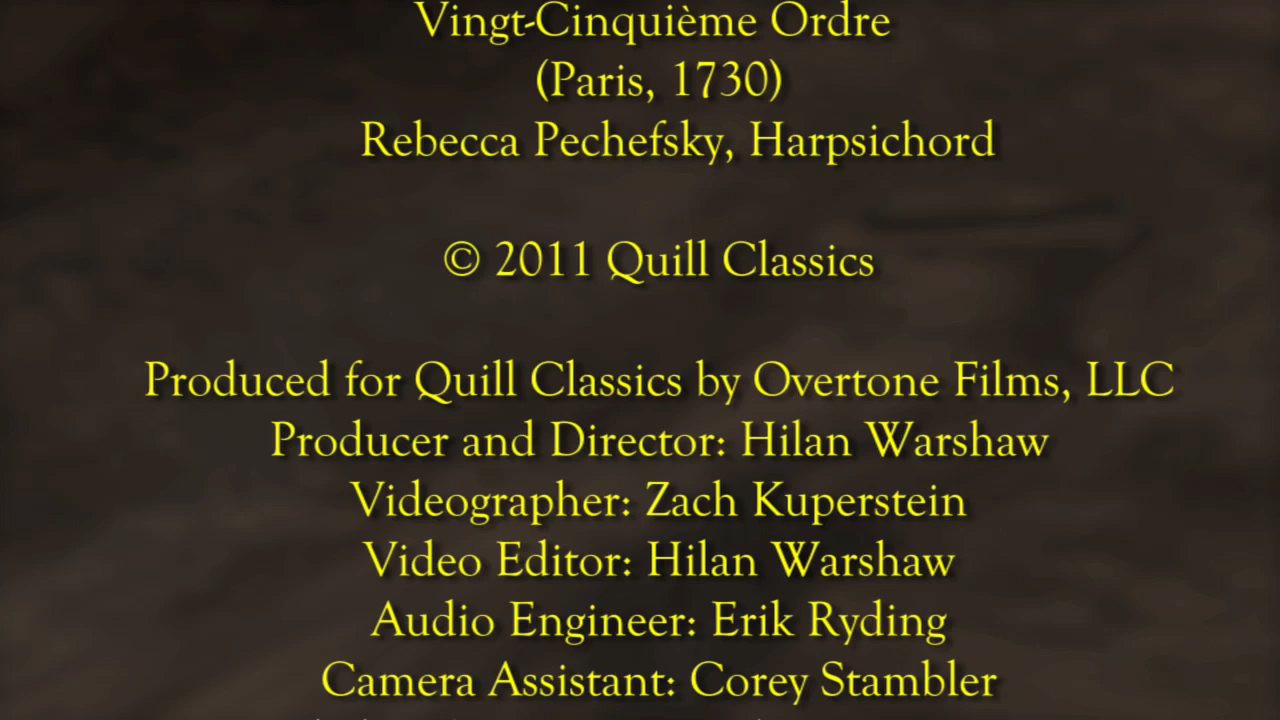 Vingt-Cinquième Ordre
(Paris, 1730)
Rebecca Pechefsky, Harpsichord
© 2011 Quill Classics
Produced for Quill Classics by Overtone Films, LLC
Producer and Director: Hilan Warshaw
Videographer: Zach Kuperstein
Video Editor: Hilan Warshaw
Audio Engineer: Erik Ryding
Camera Assistant: Corey Stambler